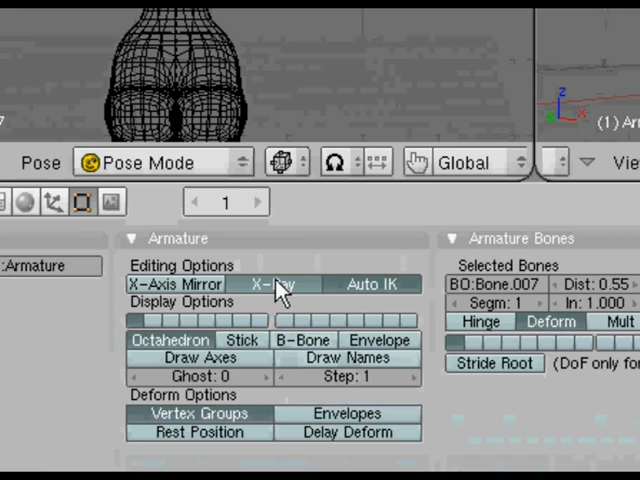 7
z
x
(1) Ar
Pose Pose Mode Global Vie
1
Armature Armature Bones
:Armature Editing Options Selected Bones
X-Axis Mirror Auto IK BO:Bone.007 Dist: 0.55
Display Options Segm: 1 In: 1.000
Hinge Deform Mult
Octahedron Stick B-Bone Envelope
Draw Axes Draw Names Stride Root (DoF only for
Ghost: 0 Step: 1
Deform Options
Vertex Groups Envelopes
Rest Position Delay Deform